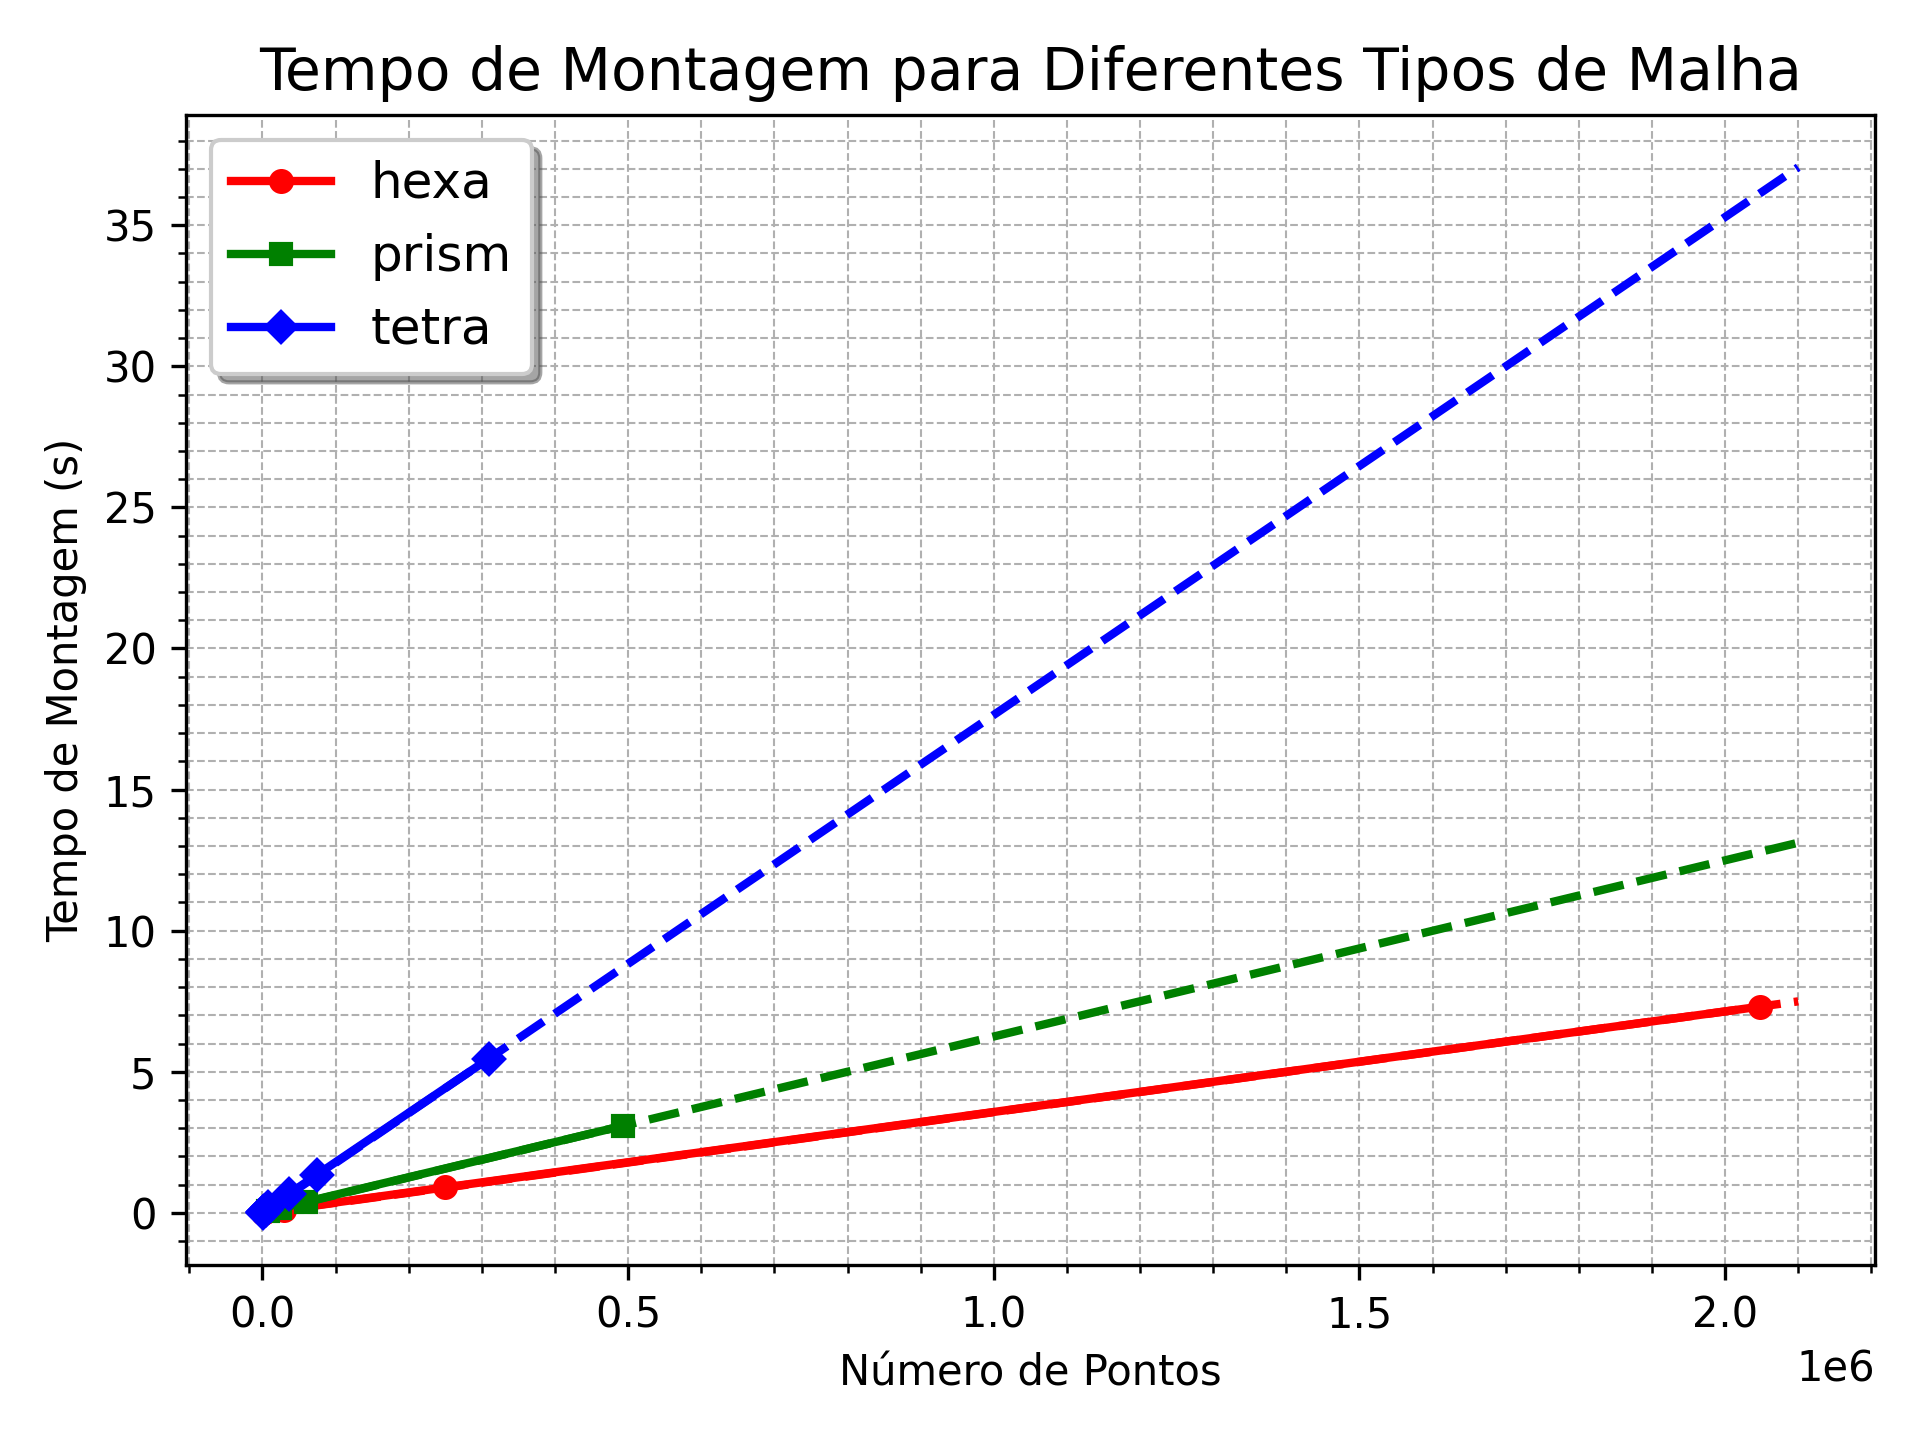 Tempo de Montagem para Diferentes Tipos de Malha
hexa
prism
tetra
Tempo de Montagem (s)
35
30
25
20
15
10
5
0
0.0 0.5 1.0 1.5 2.0
Número de Pontos
1e6